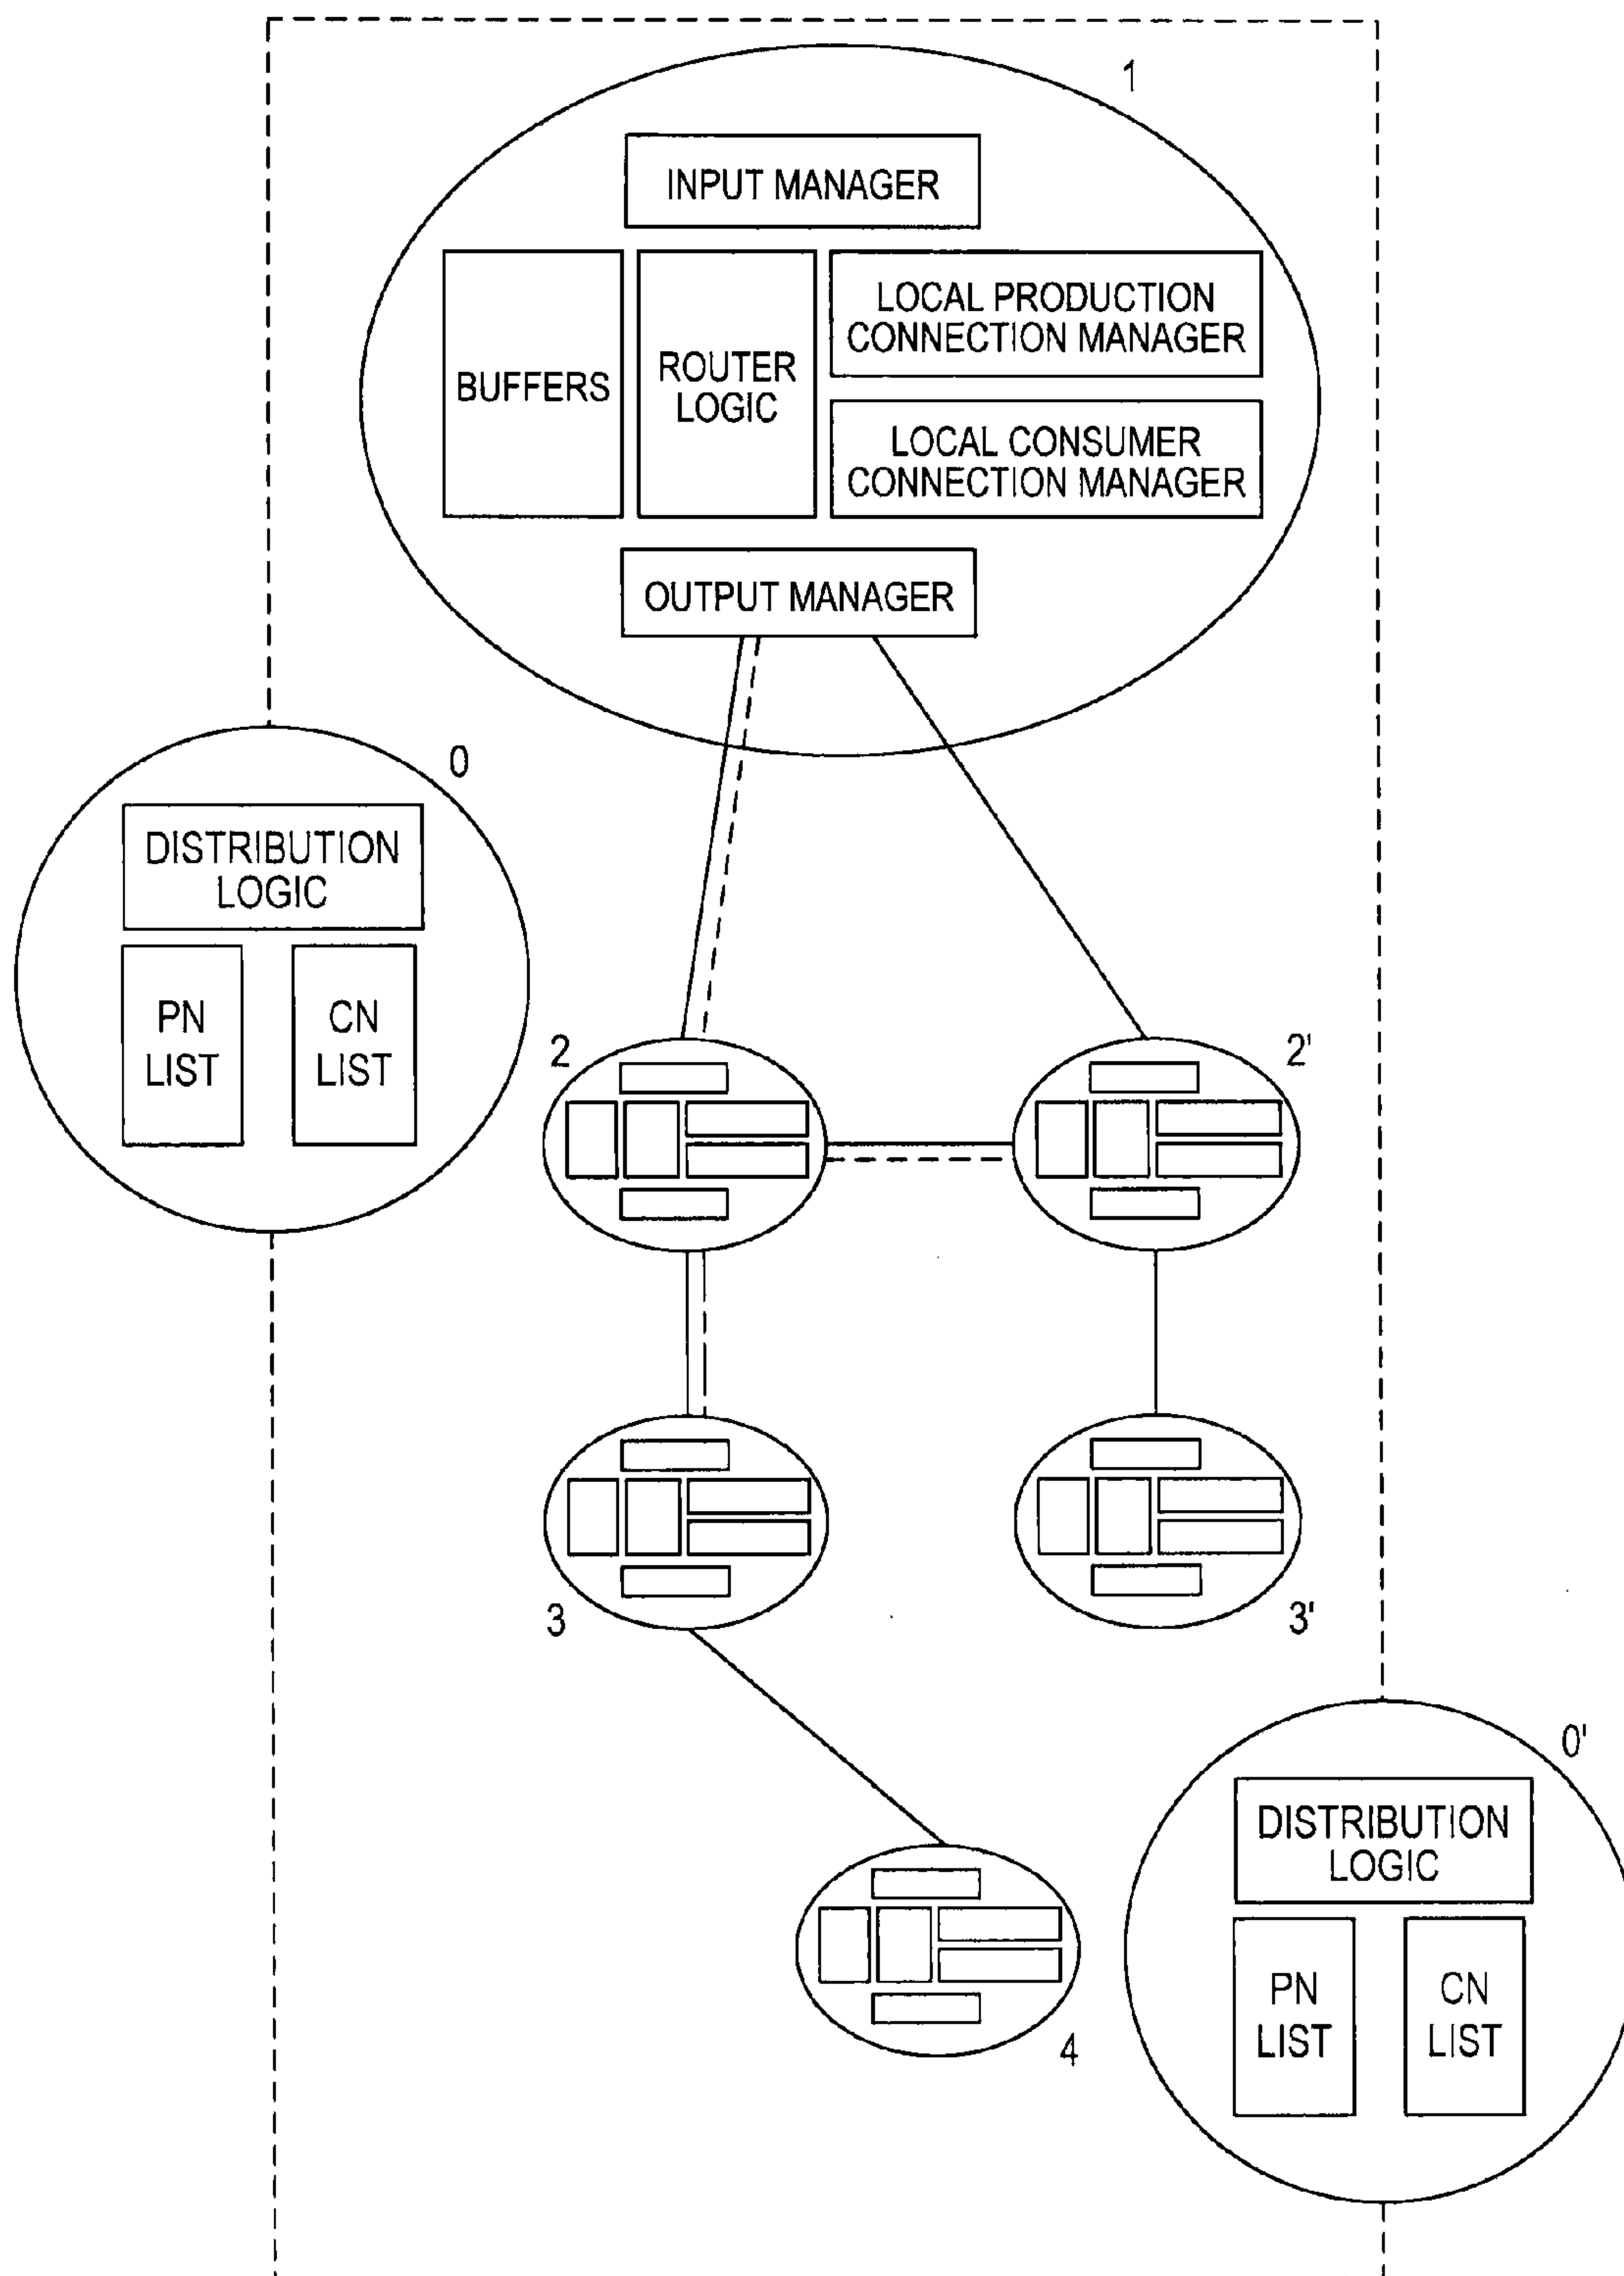 1
INPUT MANAGER
BUFFERS
ROUTER
LOGIC
LOCAL PRODUCTION
CONNECTION MANAGER
LOCAL CONSUMER
CONNECTION MANAGER
OUTPUT MANAGER
0
DISTRIBUTION
LOGIC
PN
LIST
CN
LIST
2
2'
3
3'
0'
DISTRIBUTION
LOGIC
PN
LIST
CN
LIST
4